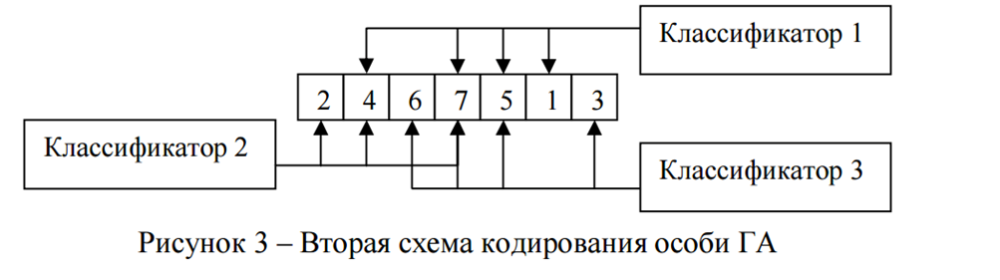 Классификатор 1
2 4 6 7 5 1 3
Классификатор 2
Классификатор 3
Рисунок 3 – Вторая схема кодирования особи ГА